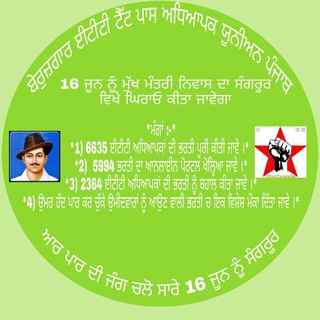 ਬੇਰੁਜ਼ਗਾਰ ਈਟੀਟੀ ਟੈੱਟ ਪਾਸ ਅਧਿਆਪਕ ਯੂਨੀਅਨ ਪੰਜਾਬ
16 ਜੂਨ ਨੂੰ ਮੁੱਖ ਮੰਤਰੀ ਨਿਵਾਸ ਦਾ ਸੰਗਰੂਰ
ਵਿਖੇ ਘਿਰਾਓ ਕੀਤਾ ਜਾਵੇਗਾ
*ਮੰਗਾਂ :-*
*1) 6635 ਈਟੀਟੀ ਅਧਿਆਪਕਾਂ ਦੀ ਭਰਤੀ ਪੂਰੀ ਕੀਤੀ ਜਾਵੇ।*
*2) 5994 ਭਰਤੀ ਦਾ ਆਨਲਾਈਨ ਪੋਰਟਲ ਖੋਲ੍ਹਿਆ ਜਾਵੇ।*
*3) 2364 ਈਟੀਟੀ ਅਧਿਆਪਕਾਂ ਦੀ ਭਰਤੀ ਨੂੰ ਬਹਾਲ ਕੀਤਾ ਜਾਵੇ।*
*4) ਉਮਰ ਹੱਦ ਪਾਰ ਕਰ ਚੁੱਕੇ ਉਮੀਦਵਾਰਾਂ ਨੂੰ ਆਉਣ ਵਾਲੀ ਭਰਤੀ ਚ ਇਕ ਵਿਸ਼ੇਸ਼ ਮੌਕਾ ਦਿੱਤਾ ਜਾਵੇ।*
ਆਰ ਪਾਰ ਦੀ ਜੰਗ ਚਲੋ ਸਾਰੇ 16 ਜੂਨ ਨੂੰ ਸੰਗਰੂਰ